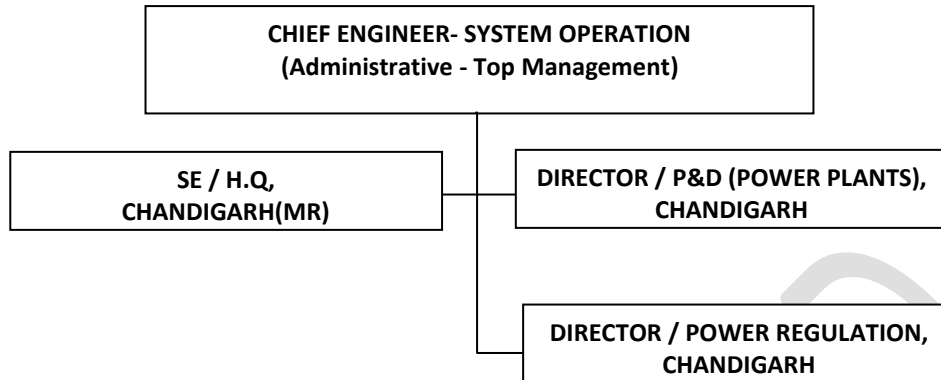 CHIEF ENGINEER- SYSTEM OPERATION
(Administrative - Top Management)
SE / H.Q,
CHANDIGARH(MR)
DIRECTOR / P&D (POWER PLANTS),
CHANDIGARH
DIRECTOR / POWER REGULATION,
CHANDIGARH